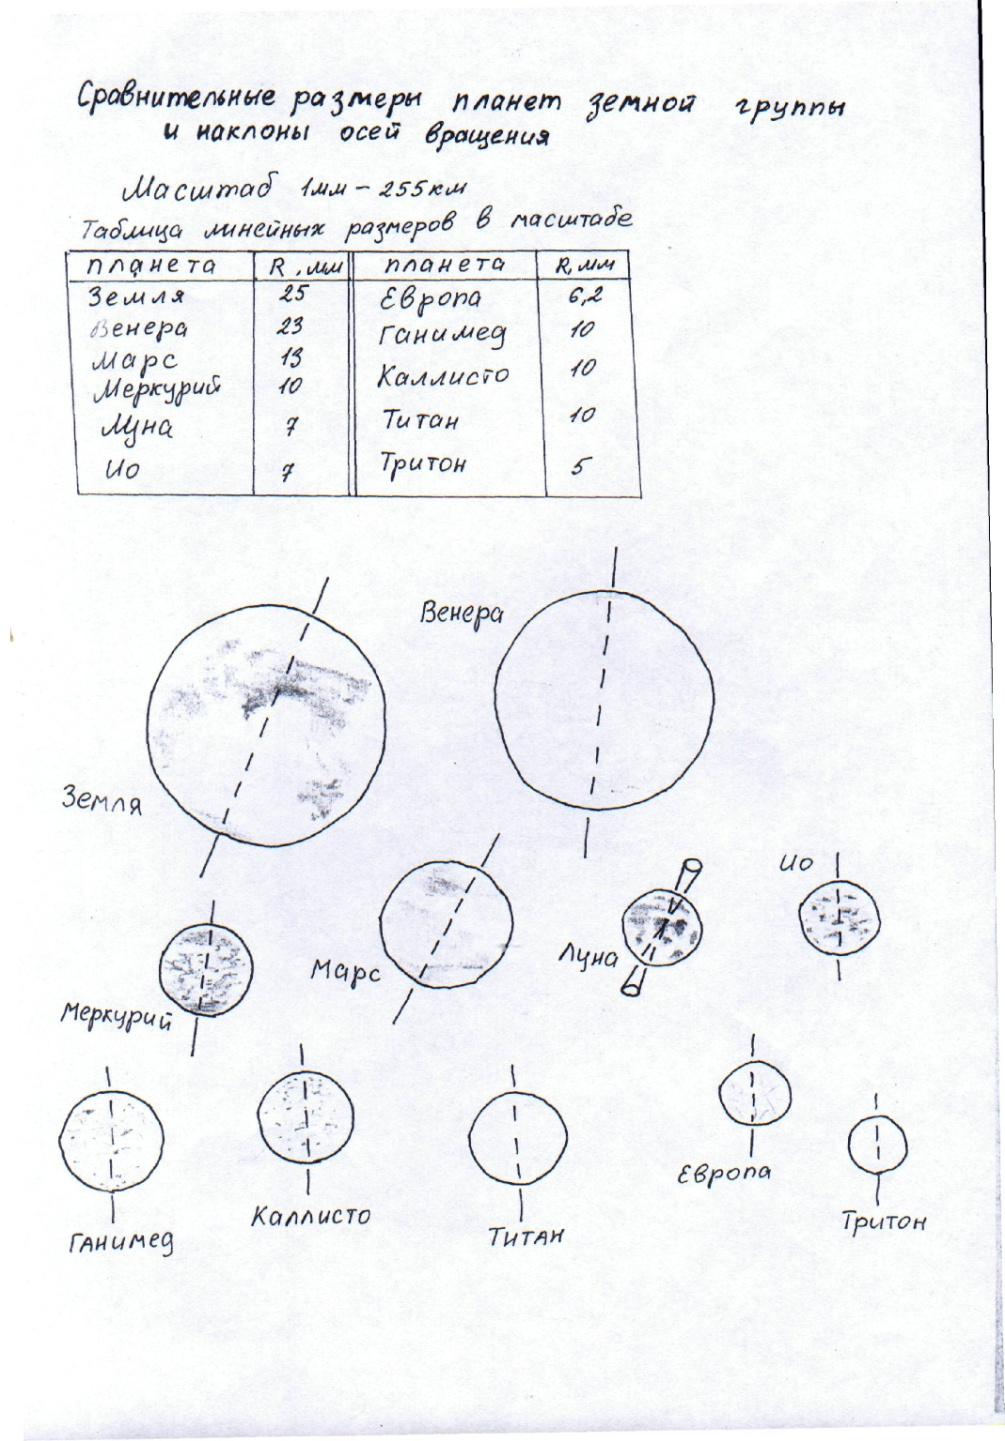 Сравнительные размеры планет земной группы
и наклоны осей вращения
Масштаб 1мм – 255км
Таблица линейных размеров в масштабе
планета R, мм планета R, мм
Земля 25 Европа 6,2
Венера 23 Ганимед 10
Марс 13 Каллисто 10
Меркурий 10 Титан 10
Луна 7 Тритон 5
Ио 7
Венера
Земля
Ио
Луна
Марс
Меркурий
Европа
Каллисто
Тритон
Титан
Ганимед